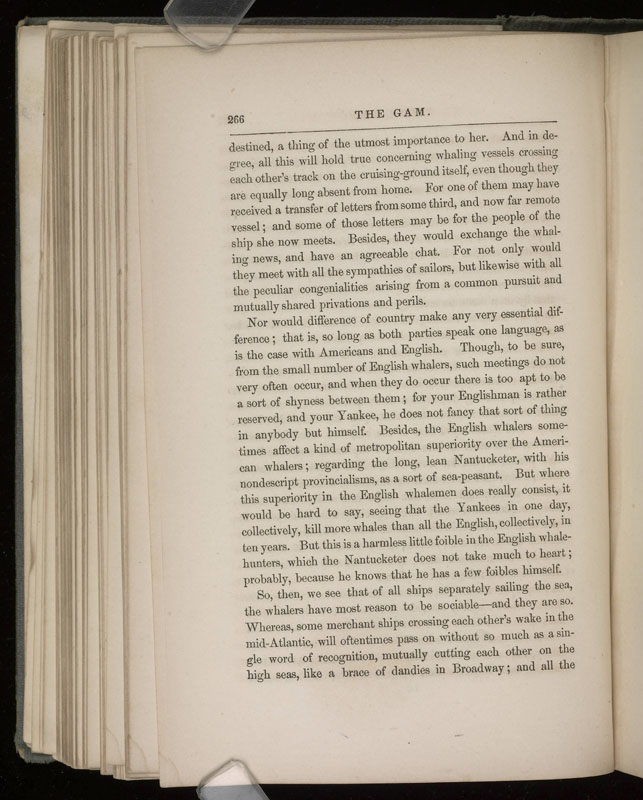 266
THE GAM.
destined, a thing of the utmost importance to her. And in de-
gree, all this will hold true concerning whaling vessels crossing
each other's track on the cruising-ground itself, even though they
are equally long absent from home. For one of them may have
received a transfer of letters from some third, and now far remote
vessel; and some of those letters may be for the people of the
ship she now meets. Besides, they would exchange the whal-
ing news, and have an agreeable chat. For not only would
they meet with all the sympathies of sailors, but likewise with all
the peculiar congenialities arising from a common pursuit and
mutually shared privations and perils.
Nor would difference of country make any very essential dif-
ference; that is, so long as both parties speak one language, as
is the case with Americans and English. Though, to be sure,
from the small number of English whalers, such meetings do not
very often occur, and when they do occur there is too apt to be
a sort of shyness between them; for your Englishman is rather
reserved, and your Yankee, he does not fancy that sort of thing
in anybody but himself. Besides, the English whalers some-
times affect a kind of metropolitan superiority over the Ameri-
can whalers; regarding the long, lean Nantucketer, with his
nondescript provincialisms, as a sort of sea-peasant. But where
this superiority in the English whalemen does really consist, it
would be hard to say, seeing that the Yankees in one day,
collectively, kill more whales than all the English, collectively, in
ten years. But this is a harmless little foible in the English whale-
hunters, which the Nantucketer does not take much to heart;
probably, because he knows that he has a few foibles himself.
So, then, we see that of all ships separately sailing the sea,
the whalers have most reason to be sociable—and they are so.
Whereas, some merchant ships crossing each other's wake in the
mid-Atlantic, will oftentimes pass on without so much as a sin-
gle word of recognition, mutually cutting each other on the
high seas, like a brace of dandies in Broadway; and all the